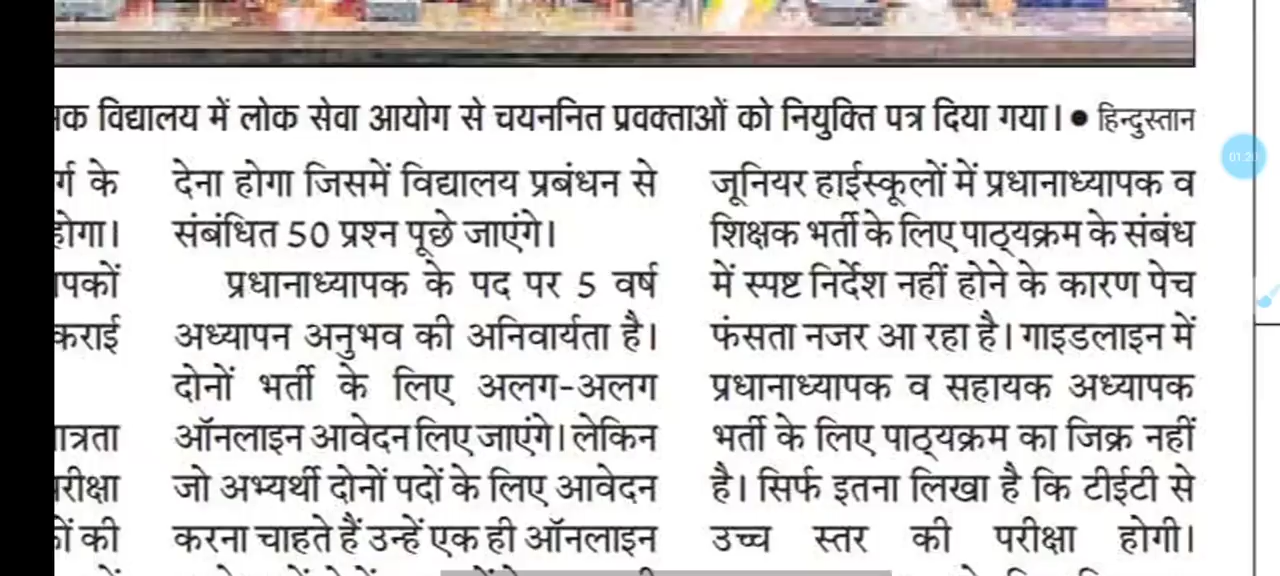 विद्यालय में लोक सेवा आयोग से चयननित प्रवक्ताओं को नियुक्ति पत्र दिया गया। ● हिन्दुस्तान
01:20
के
देना होगा जिसमें विद्यालय प्रबंधन से
संबंधित 50 प्रश्न पूछे जाएंगे।
प्रधानाध्यापक के पद पर 5 वर्ष
अध्यापन अनुभव की अनिवार्यता है।
दोनों भर्ती के लिए अलग-अलग
ऑनलाइन आवेदन लिए जाएंगे। लेकिन
जो अभ्यर्थी दोनों पदों के लिए आवेदन
करना चाहते हैं उन्हें एक ही ऑनलाइन
जूनियर हाईस्कूलों में प्रधानाध्यापक व
शिक्षक भर्ती के लिए पाठ्यक्रम के संबंध
में स्पष्ट निर्देश नहीं होने के कारण पेच
फंसता नजर आ रहा है। गाइडलाइन में
प्रधानाध्यापक व सहायक अध्यापक
भर्ती के लिए पाठ्यक्रम का जिक्र नहीं
है। सिर्फ इतना लिखा है कि टीईटी से
उच्च स्तर की परीक्षा होगी।